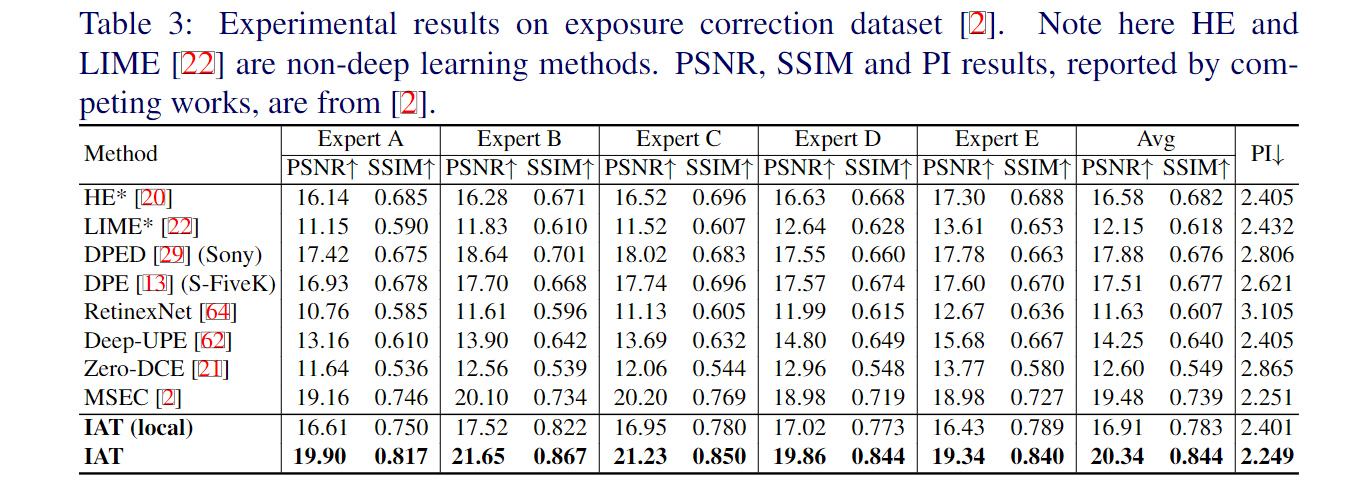 Table 3: Experimental results on exposure correction dataset [2]. Note here HE and
LIME [22] are non-deep learning methods. PSNR, SSIM and PI results, reported by com-
peting works, are from [2].
Method Expert A Expert B Expert C Expert D Expert E Avg PI↓
PSNR↑ SSIM↑ PSNR↑ SSIM↑ PSNR↑ SSIM↑ PSNR↑ SSIM↑ PSNR↑ SSIM↑ PSNR↑ SSIM↑
HE* [20] 16.14 0.685 16.28 0.671 16.52 0.696 16.63 0.668 17.30 0.688 16.58 0.682 2.405
LIME* [22] 11.15 0.590 11.83 0.610 11.52 0.607 12.64 0.628 13.61 0.653 12.15 0.618 2.432
DPED [29] (Sony) 17.42 0.675 18.64 0.701 18.02 0.683 17.55 0.660 17.78 0.663 17.88 0.676 2.806
DPE [13] (S-FiveK) 16.93 0.678 17.70 0.668 17.74 0.696 17.57 0.674 17.60 0.670 17.51 0.677 2.621
RetinexNet [64] 10.76 0.585 11.61 0.596 11.13 0.605 11.99 0.615 12.67 0.636 11.63 0.607 3.105
Deep-UPE [62] 13.16 0.610 13.90 0.642 13.69 0.632 14.80 0.649 15.68 0.667 14.25 0.640 2.405
Zero-DCE [21] 11.64 0.536 12.56 0.539 12.06 0.544 12.96 0.548 13.77 0.580 12.60 0.549 2.865
MSEC [2] 19.16 0.746 20.10 0.734 20.20 0.769 18.98 0.719 18.98 0.727 19.48 0.739 2.251
IAT (local) 16.61 0.750 17.52 0.822 16.95 0.780 17.02 0.773 16.43 0.789 16.91 0.783 2.401
IAT 19.90 0.817 21.65 0.867 21.23 0.850 19.86 0.844 19.34 0.840 20.34 0.844 2.249